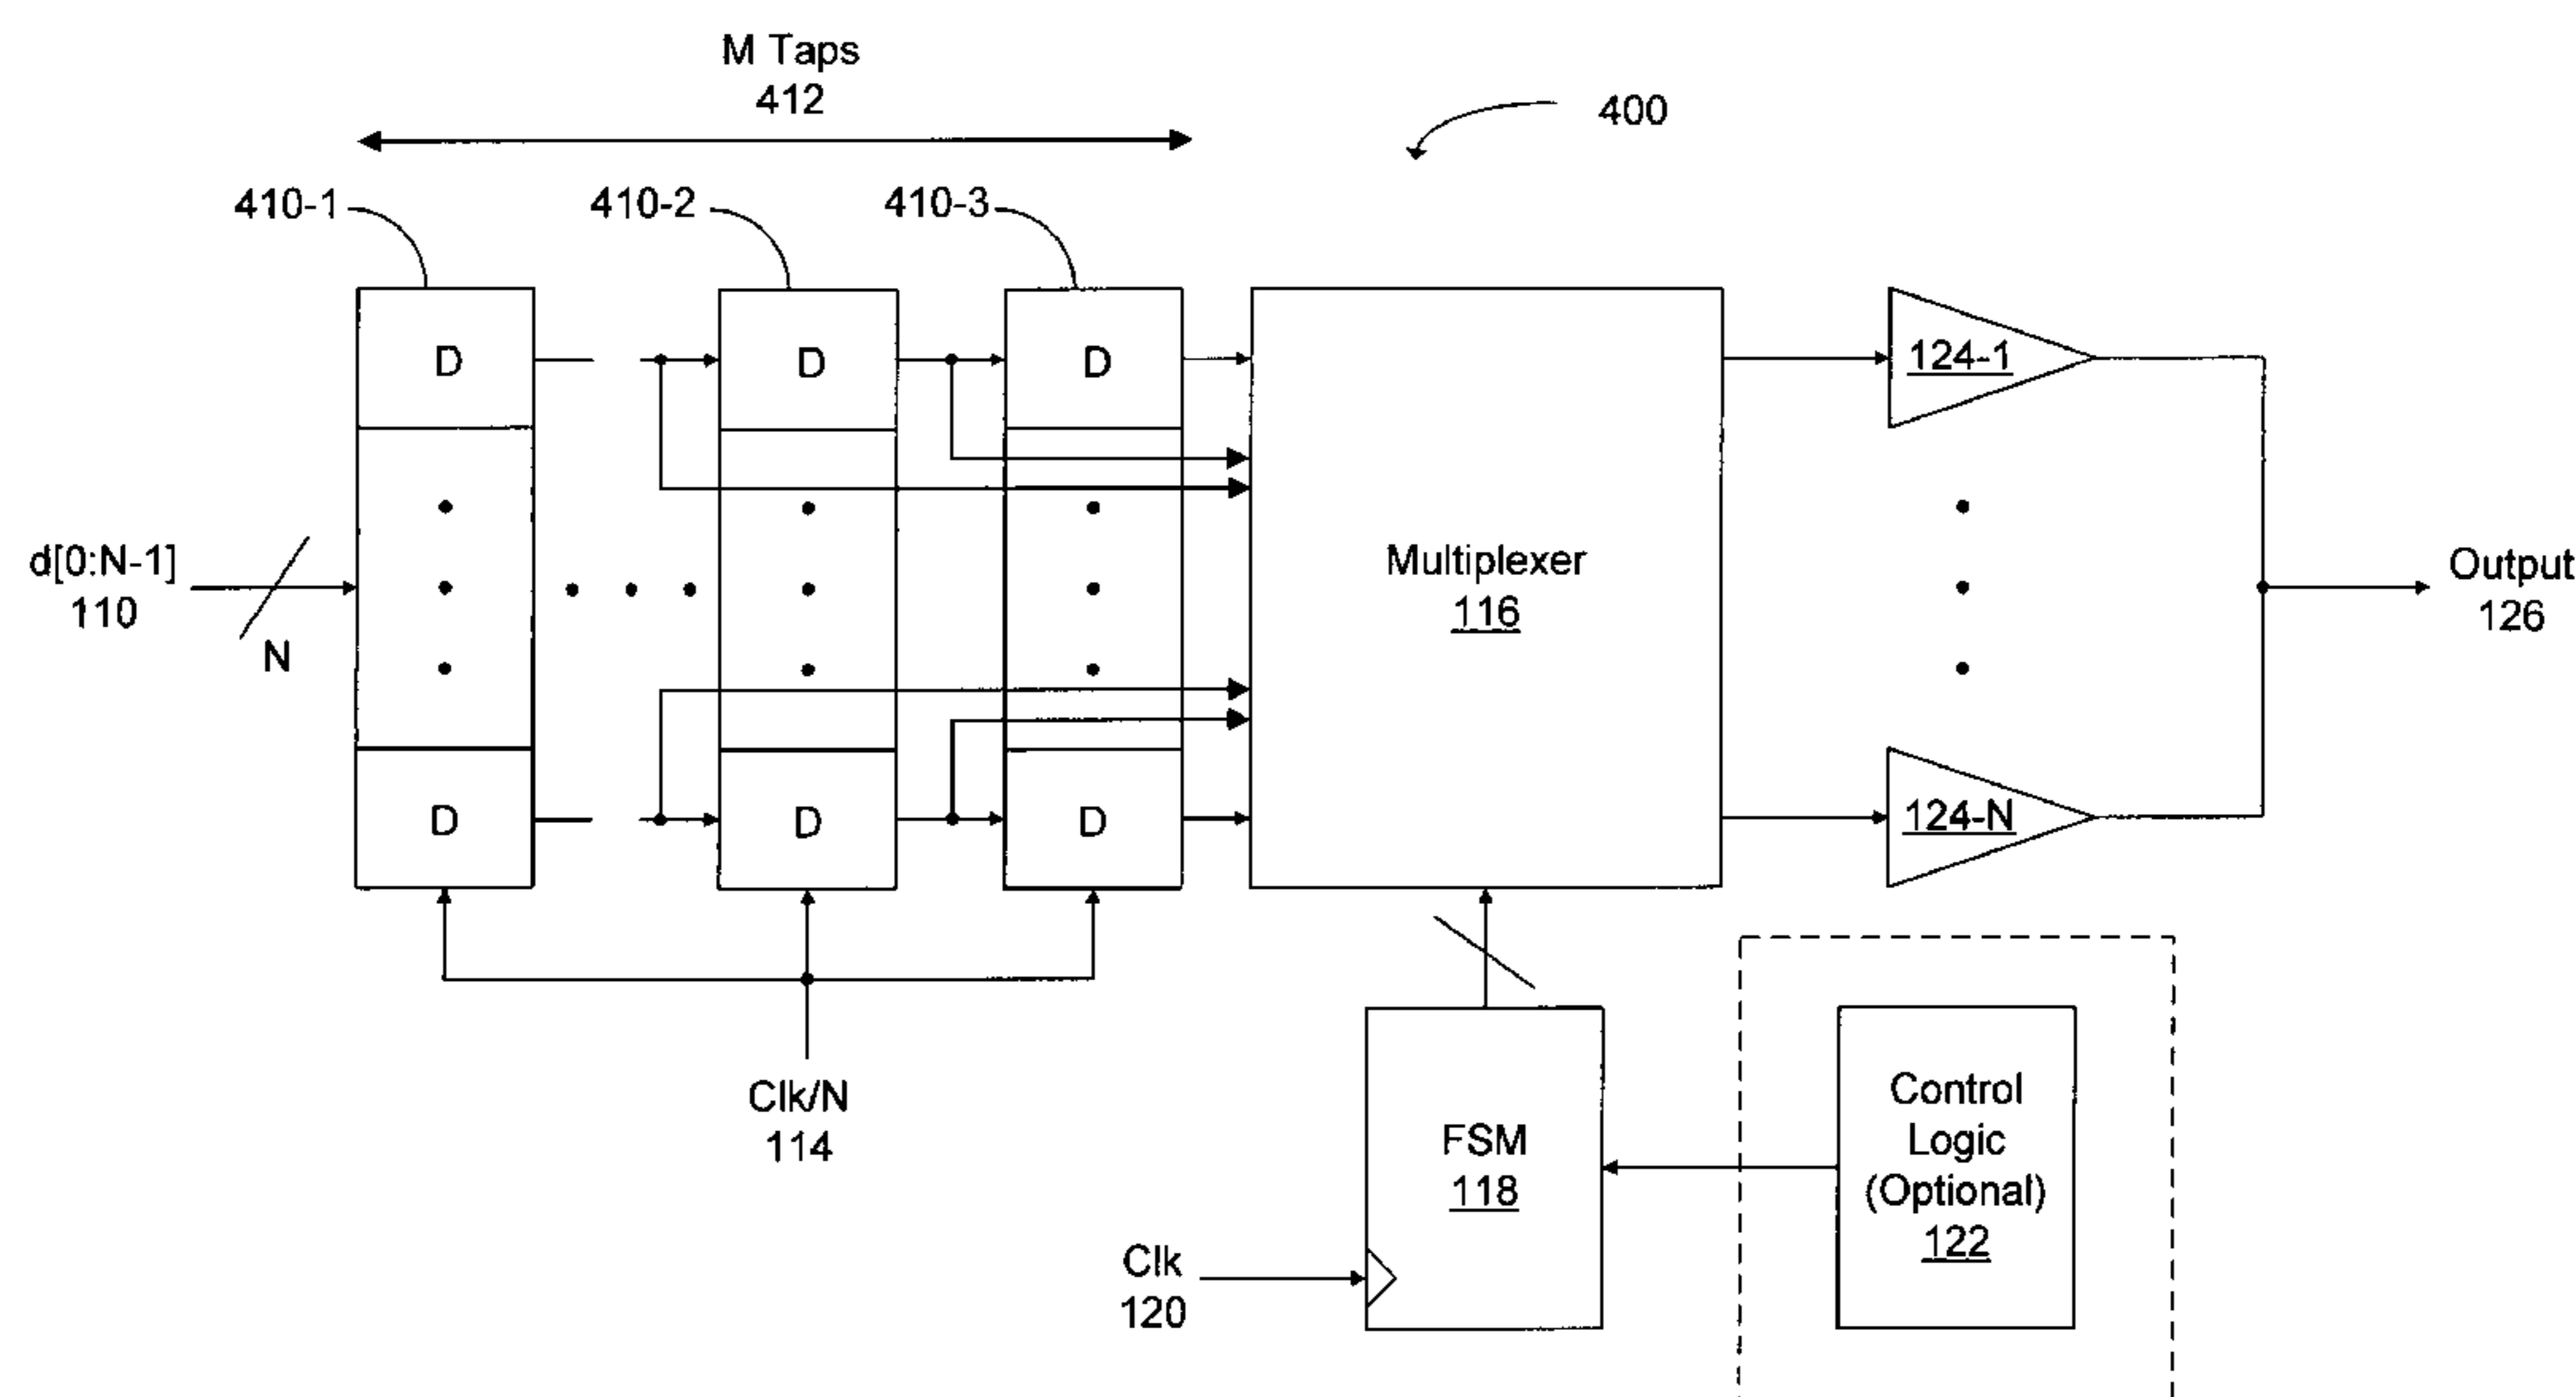 M Taps
412
400
410-1
410-2
410-3
D
D
D
124-1
d[0:N-1]
110
N
Multiplexer
116
Output
126
D
D
D
124-N
Clk/N
114
FSM
118
Control
Logic
(Optional)
122
Clk
120